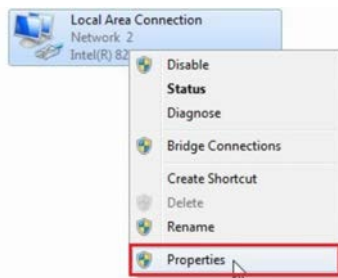 Local Area Connection
Network 2
Intel(R) 82
Disable
Status
Diagnose
Bridge Connections
Create Shortcut
Delete
Rename
Properties